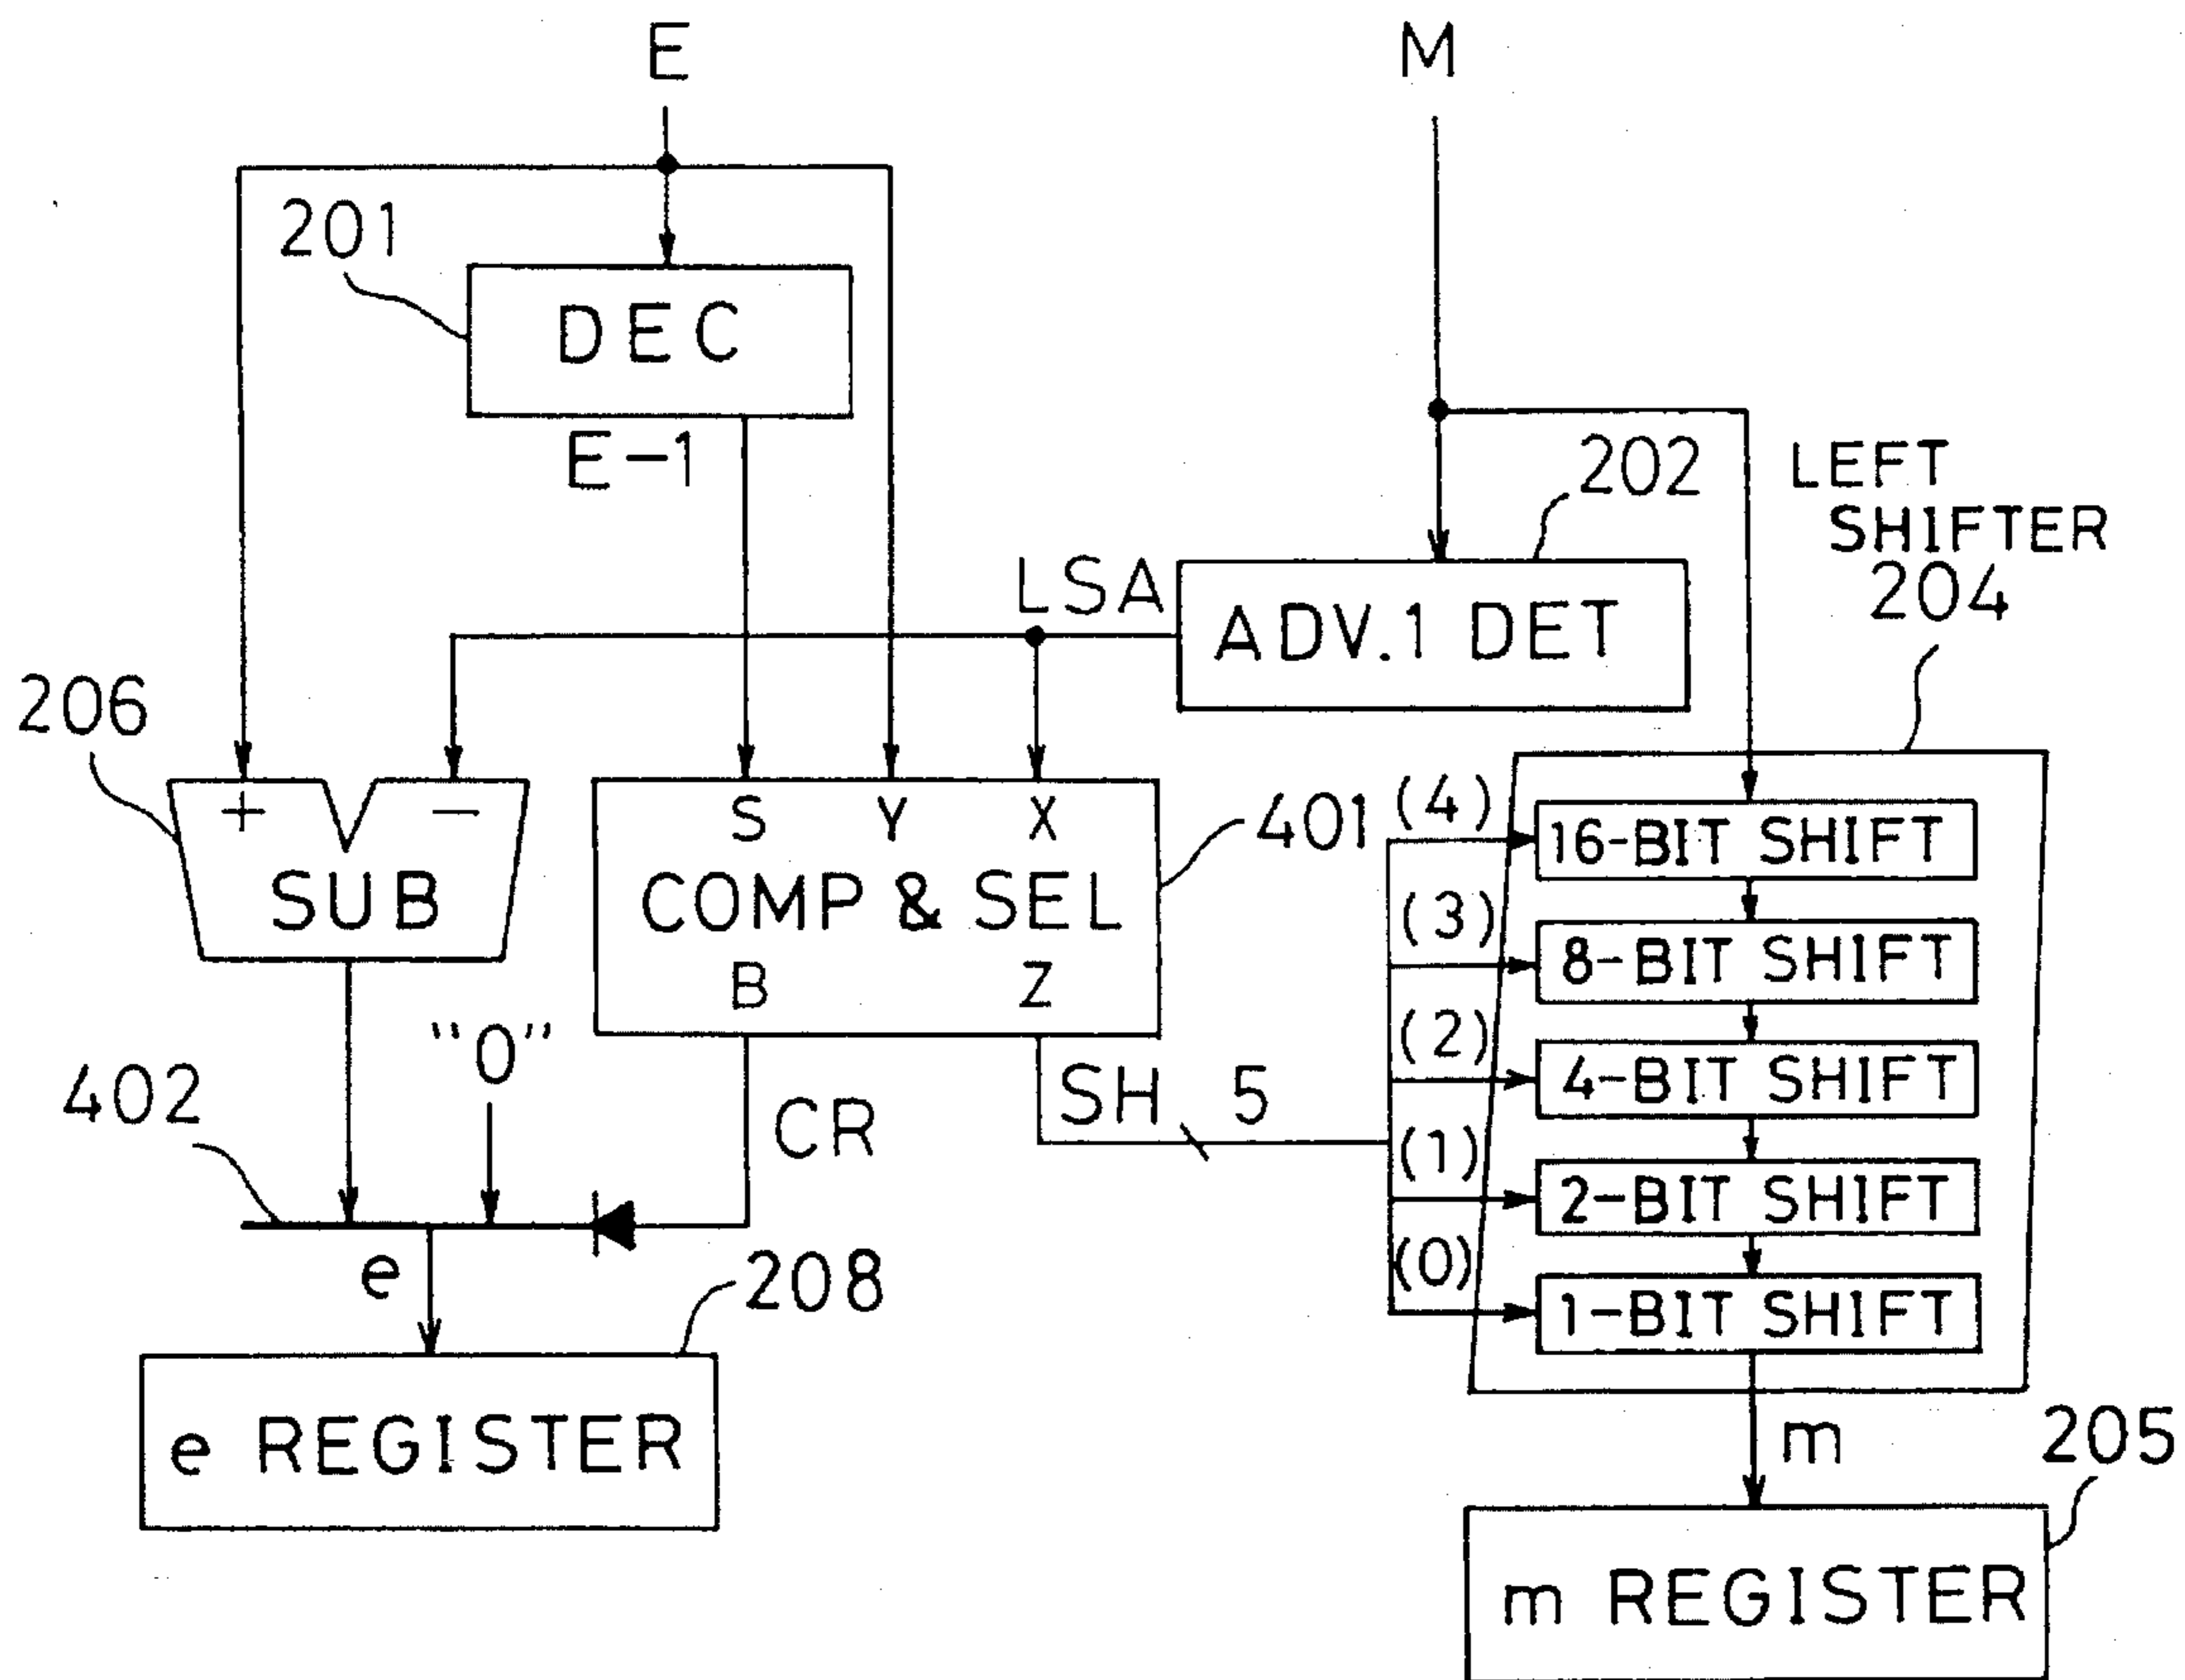 E
M
201
DEC
E-1
202
LEFT
SHIFTER
204
LSA
ADV.1 DET
206
+ -
SUB
S Y X
COMP & SEL
B Z
401
(4)
16-BIT SHIFT
(3)
8-BIT SHIFT
(2)
4-BIT SHIFT
(1)
2-BIT SHIFT
(0)
1-BIT SHIFT
"0"
402
CR
SH 5
e
208
e REGISTER
m
205
m REGISTER